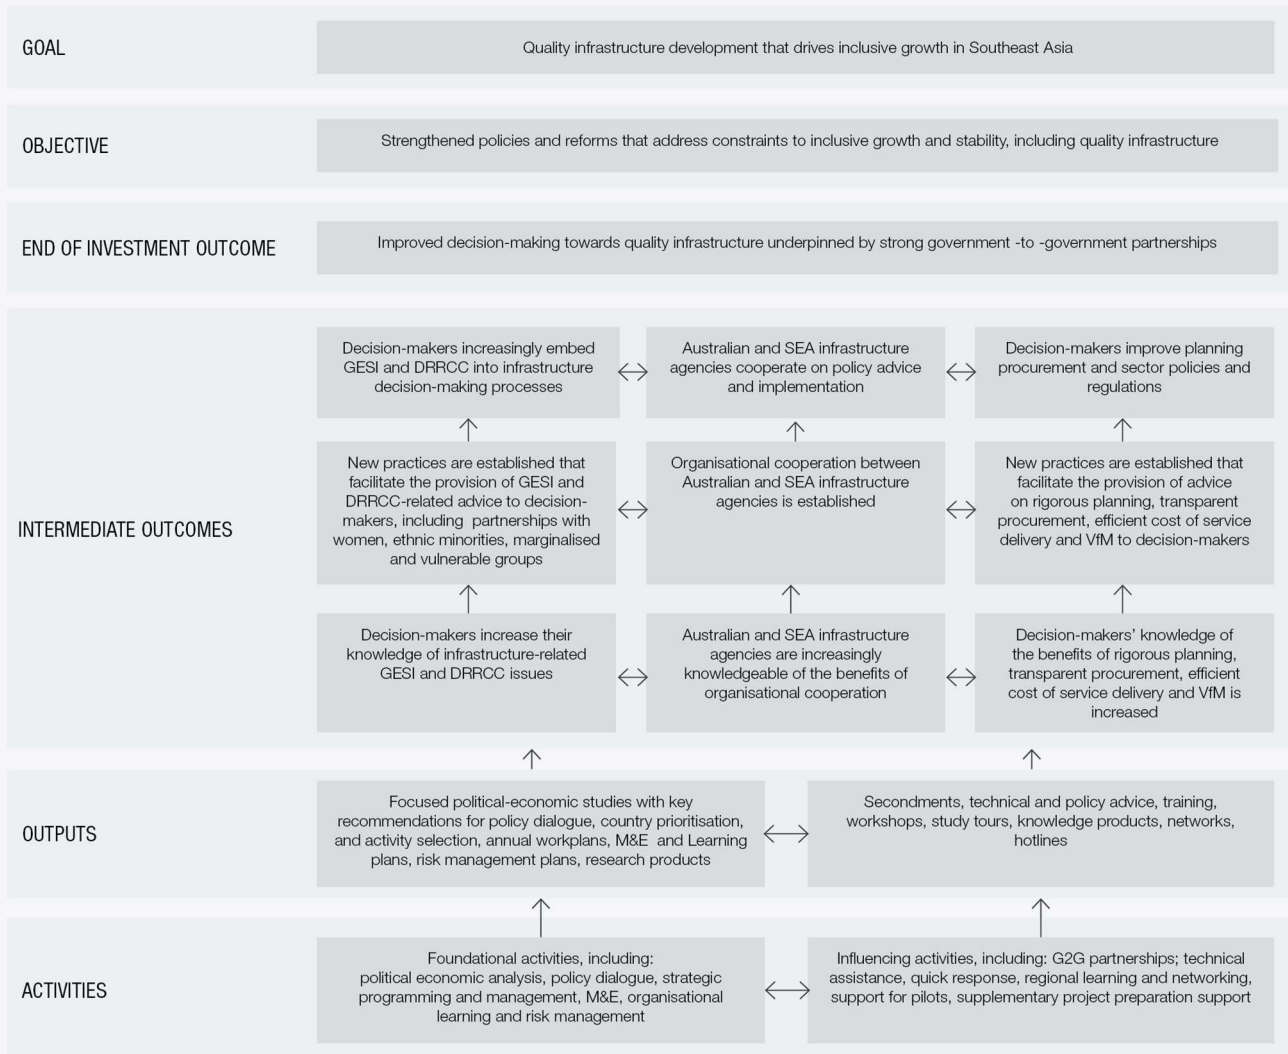 GOAL
Quality infrastructure development that drives inclusive growth in Southeast Asia
OBJECTIVE
Strengthened policies and reforms that address constraints to inclusive growth and stability, including quality infrastructure
END OF INVESTMENT OUTCOME
Improved decision-making towards quality infrastructure underpinned by strong government -to -government partnerships
INTERMEDIATE OUTCOMES
Decision-makers increasingly embed
GESI and DRRCC into infrastructure
decision-making processes
Australian and SEA infrastructure
agencies cooperate on policy advice
and implementation
Decision-makers improve planning
procurement and sector policies and
regulations
New practices are established that
facilitate the provision of GESI and
DRRCC-related advice to decision-
makers, including partnerships with
women, ethnic minorities, marginalised
and vulnerable groups
Organisational cooperation between
Australian and SEA infrastructure
agencies is established
New practices are established that
facilitate the provision of advice
on rigorous planning, transparent
procurement, efficient cost of service
delivery and VfM to decision-makers
Decision-makers increase their
knowledge of infrastructure-related
GESI and DRRCC issues
Australian and SEA infrastructure
agencies are increasingly
knowledgeable of the benefits of
organisational cooperation
Decision-makers' knowledge of
the benefits of rigorous planning,
transparent procurement, efficient
cost of service delivery and VfM is
increased
OUTPUTS
Focused political-economic studies with key
recommendations for policy dialogue, country prioritisation,
and activity selection, annual workplans, M&E and Learning
plans, risk management plans, research products
Secondments, technical and policy advice, training,
workshops, study tours, knowledge products, networks,
hotlines
ACTIVITIES
Foundational activities, including:
political economic analysis, policy dialogue, strategic
programming and management, M&E, organisational
learning and risk management
Influencing activities, including: G2G partnerships; technical
assistance, quick response, regional learning and networking,
support for pilots, supplementary project preparation support